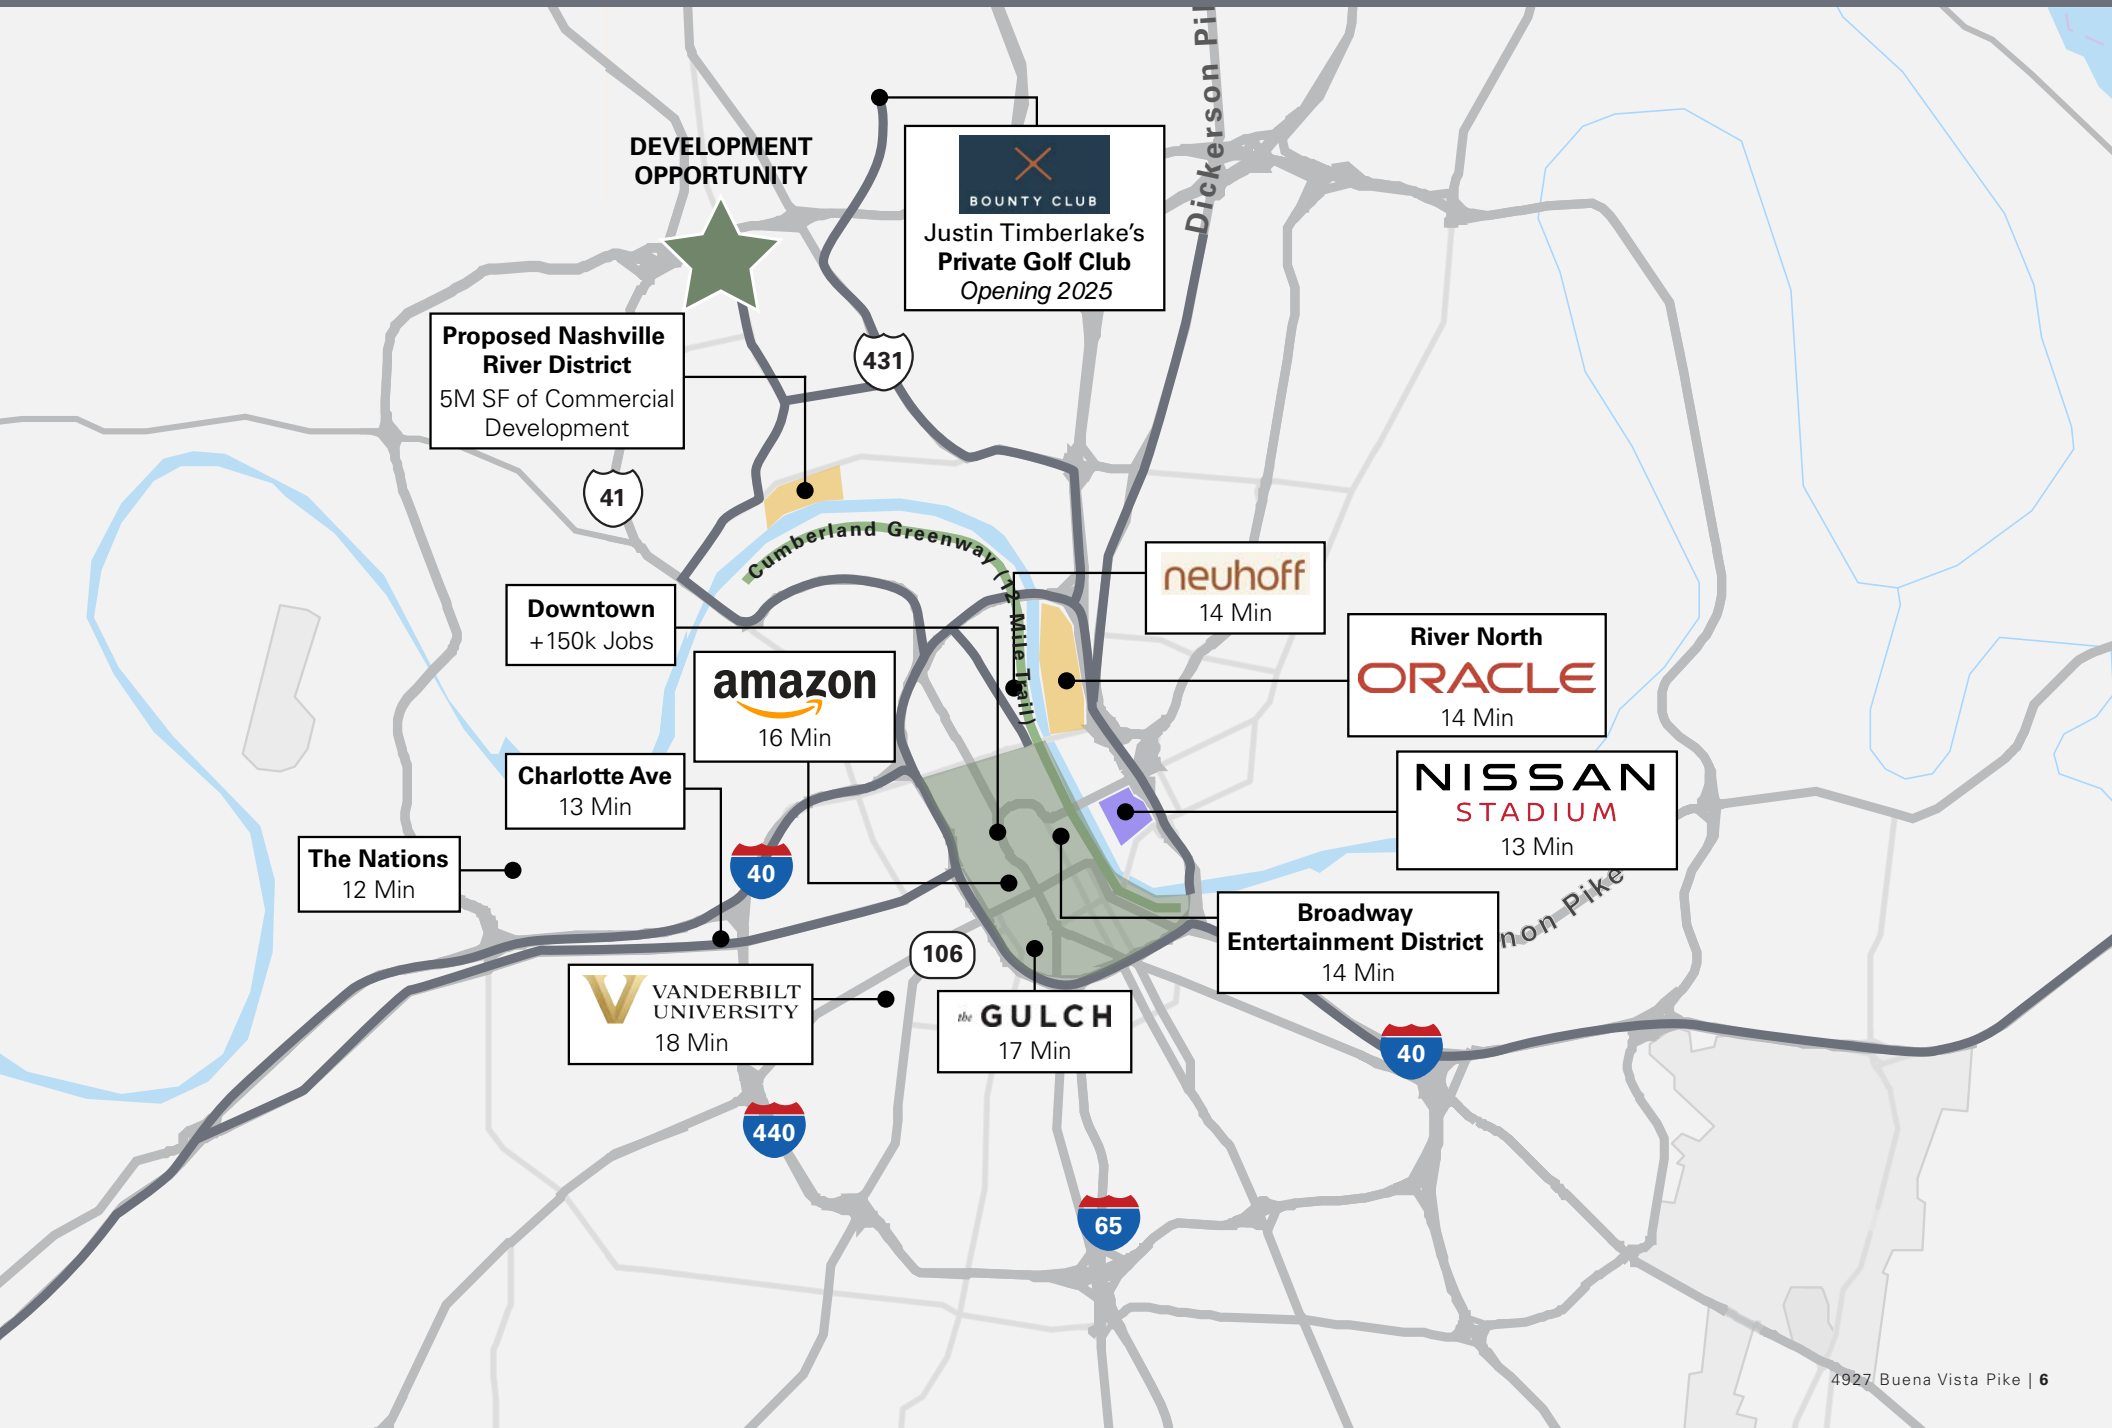 Dickerson Pi
DEVELOPMENT
OPPORTUNITY
BOUNTY CLUB
Justin Timberlake's
Private Golf Club
Opening 2025
Proposed Nashville
River District
5M SF of Commercial
Development
431
41
Cumberland Greenway (12 Mile Trail)
neuhoff
14 Min
Downtown
+150k Jobs
River North
ORACLE
14 Min
amazon
16 Min
Charlotte Ave
13 Min
NISSAN
STADIUM
13 Min
The Nations
12 Min
40
non Pike
Broadway
Entertainment District
14 Min
106
VANDERBILT
UNIVERSITY
18 Min
the GULCH
17 Min
40
440
65
4927 Buena Vista Pike | 6